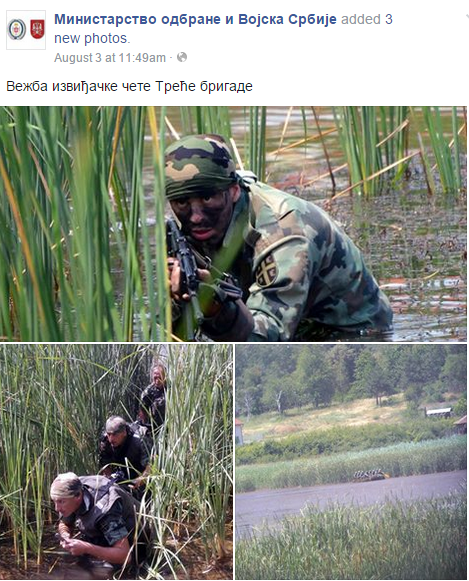 Министарство одбране и Војска Србије added 3
new photos.
August 3 at 11:49am ·
Вежба извиђачке чете Треће бригаде